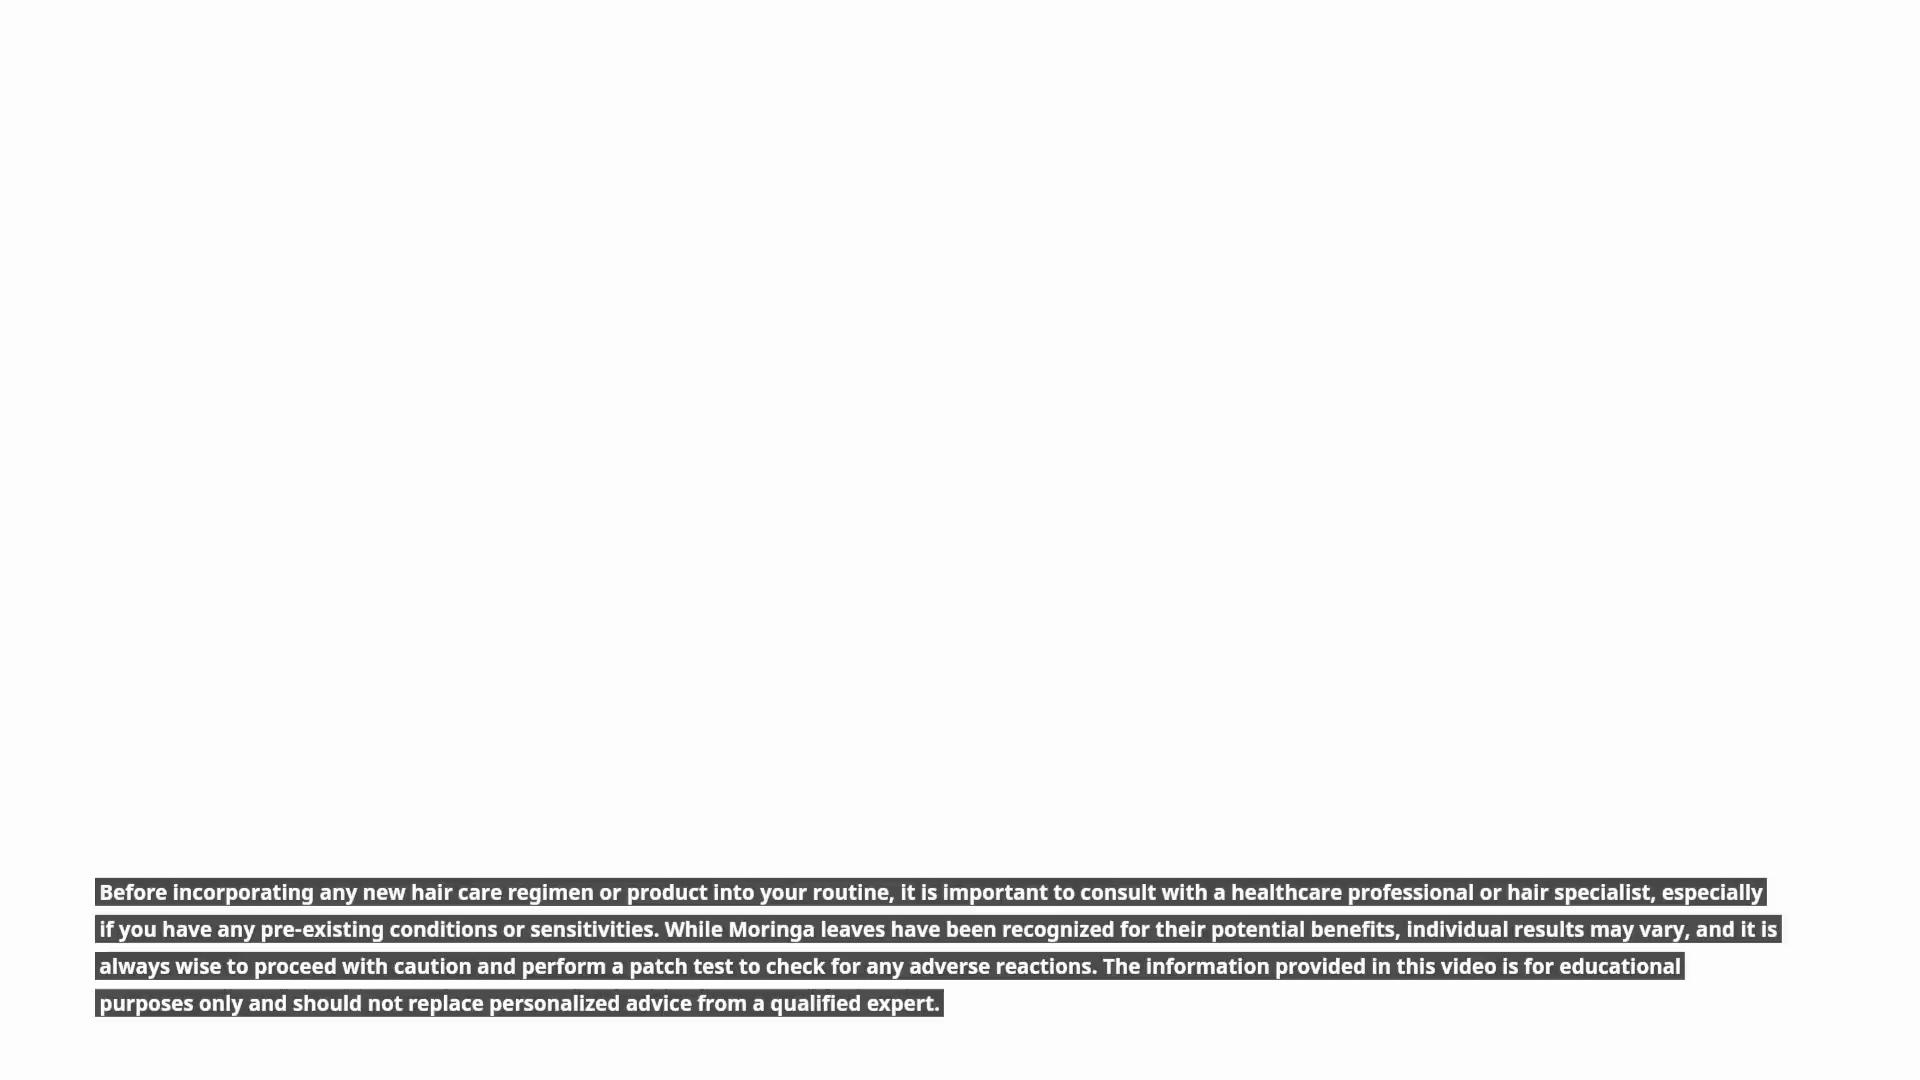 Before incorporating any new hair care regimen or product into your routine, it is important to consult with a healthcare professional or hair specialist, especially
if you have any pre-existing conditions or sensitivities. While Moringa leaves have been recognized for their potential benefits, individual results may vary, and it is
always wise to proceed with caution and perform a patch test to check for any adverse reactions. The information provided in this video is for educational
purposes only and should not replace personalized advice from a qualified expert.